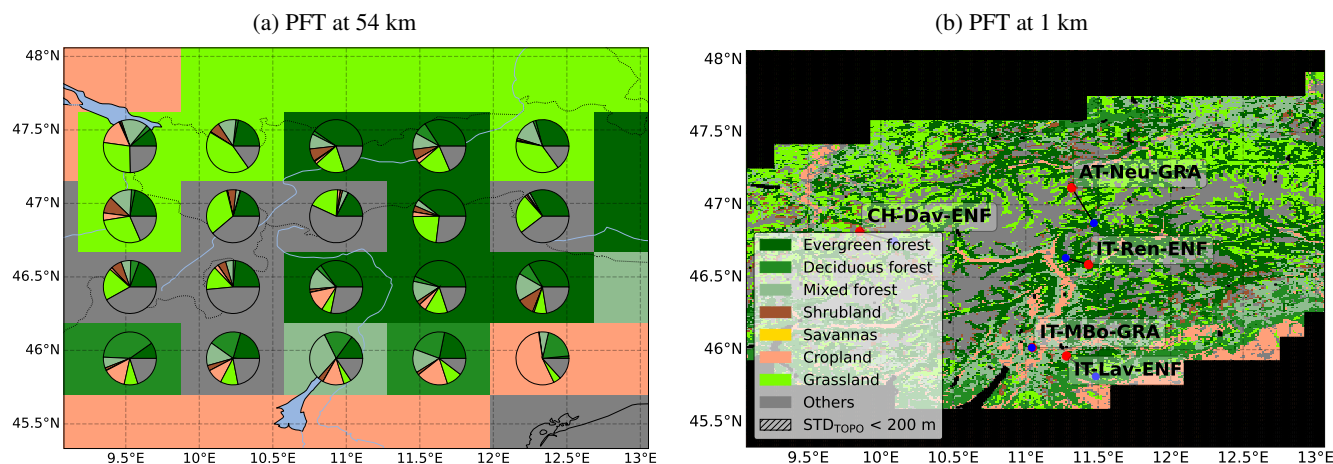 (a) PFT at 54 km
48°N
47.5°N
47°N
46.5°N
46°N
45.5°N
9.5°E 10°E 10.5°E 11°E 11.5°E 12°E 12.5°E 13°E
(b) PFT at 1 km
48°N
47.5°N
47°N
46.5°N
46°N
45.5°N
AT-Neu-GRA
CH-Dav-ENF
IT-Ren-ENF
IT-MBo-GRA
IT-Lav-ENF
Evergreen forest
Deciduous forest
Mixed forest
Shrubland
Savannas
Cropland
Grassland
Others
STD_TOPO < 200 m
9.5°E 10°E 10.5°E 11°E 11.5°E 12°E 12.5°E 13°E